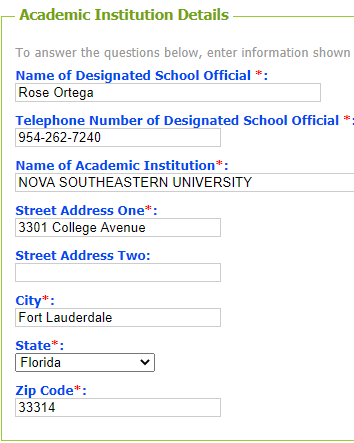 Academic Institution Details
To answer the questions below, enter information shown
Name of Designated School Official *:
Rose Ortega
Telephone Number of Designated School Official *:
954-262-7240
Name of Academic Institution*:
NOVA SOUTHEASTERN UNIVERSITY
Street Address One*:
3301 College Avenue
Street Address Two:
City*:
Fort Lauderdale
State*:
Florida
Zip Code*:
33314